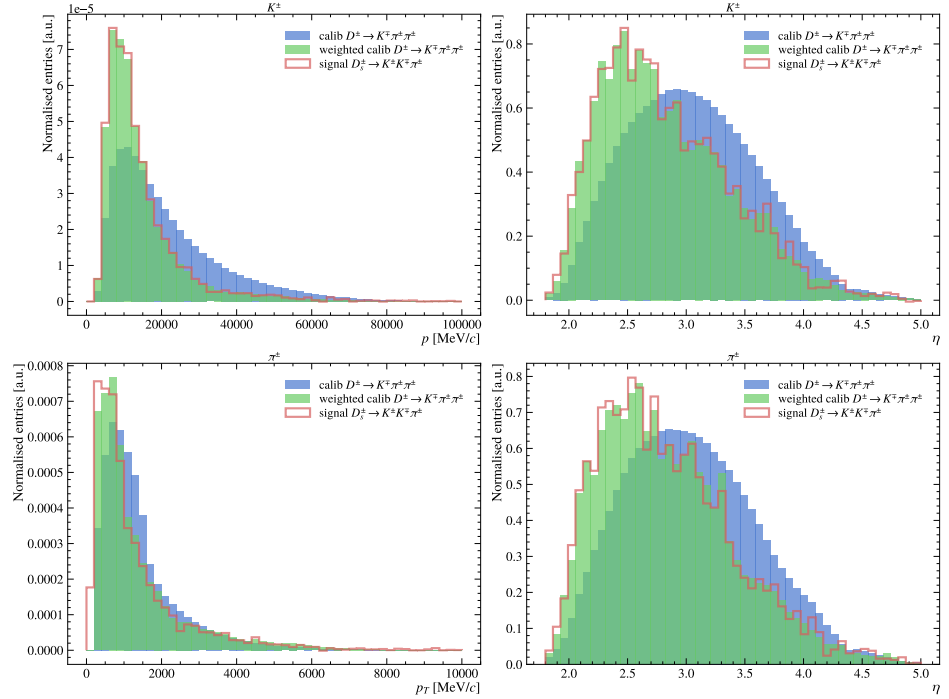 K±
1e−5
Normalised entries [a.u.]
7
6
5
4
3
2
1
0
calib D± → K∓π±π±
weighted calib D± → K∓π±π±
signal Ds± → K±K∓π±
0 20000 40000 60000 80000 100000
p [MeV/c]
K±
Normalised entries [a.u.]
0.8
0.6
0.4
0.2
0.0
calib D± → K∓π±π±
weighted calib D± → K∓π±π±
signal Ds± → K±K∓π±
2.0 2.5 3.0 3.5 4.0 4.5 5.0
η
π±
Normalised entries [a.u.]
0.0008
0.0007
0.0006
0.0005
0.0004
0.0003
0.0002
0.0001
0.0000
calib D± → K∓π±π±
weighted calib D± → K∓π±π±
signal Ds± → K±K∓π±
0 2000 4000 6000 8000 10000
pT [MeV/c]
π±
Normalised entries [a.u.]
0.8
0.7
0.6
0.5
0.4
0.3
0.2
0.1
0.0
calib D± → K∓π±π±
weighted calib D± → K∓π±π±
signal Ds± → K±K∓π±
2.0 2.5 3.0 3.5 4.0 4.5 5.0
η